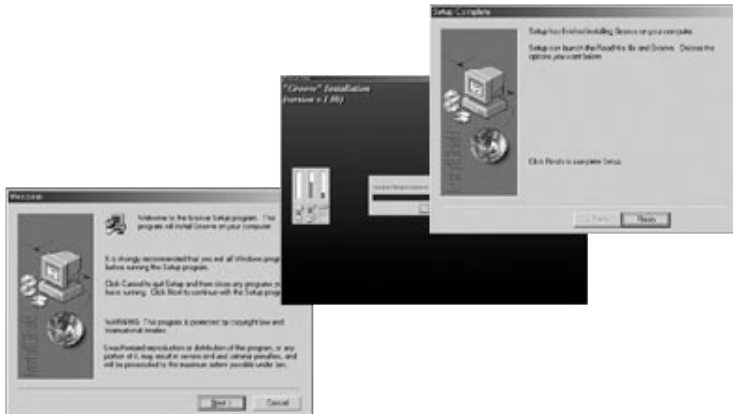 Welcome
Welcome to the Groove Setup program. This
program will install Groove on your computer.
It is strongly recommended that you exit all Windows progr
before running this Setup program.
Click Cancel to quit Setup and then close any programs y
have running. Click Next to continue with the Setup progr
WARNING: This program is protected by copyright law and
international treaties.
Unauthorized reproduction or distribution of this program, or any
portion of it, may result in severe civil and criminal penalties, and
will be prosecuted to the maximum extent possible under law.
Next >
Cancel
"Groove" Installation
Setup Complete
Setup has finished installing Groove on your computer.
Setup can launch the Read Me file and Groove. Choose the
options you want below.
Click Finish to complete Setup.
< Back
Finish